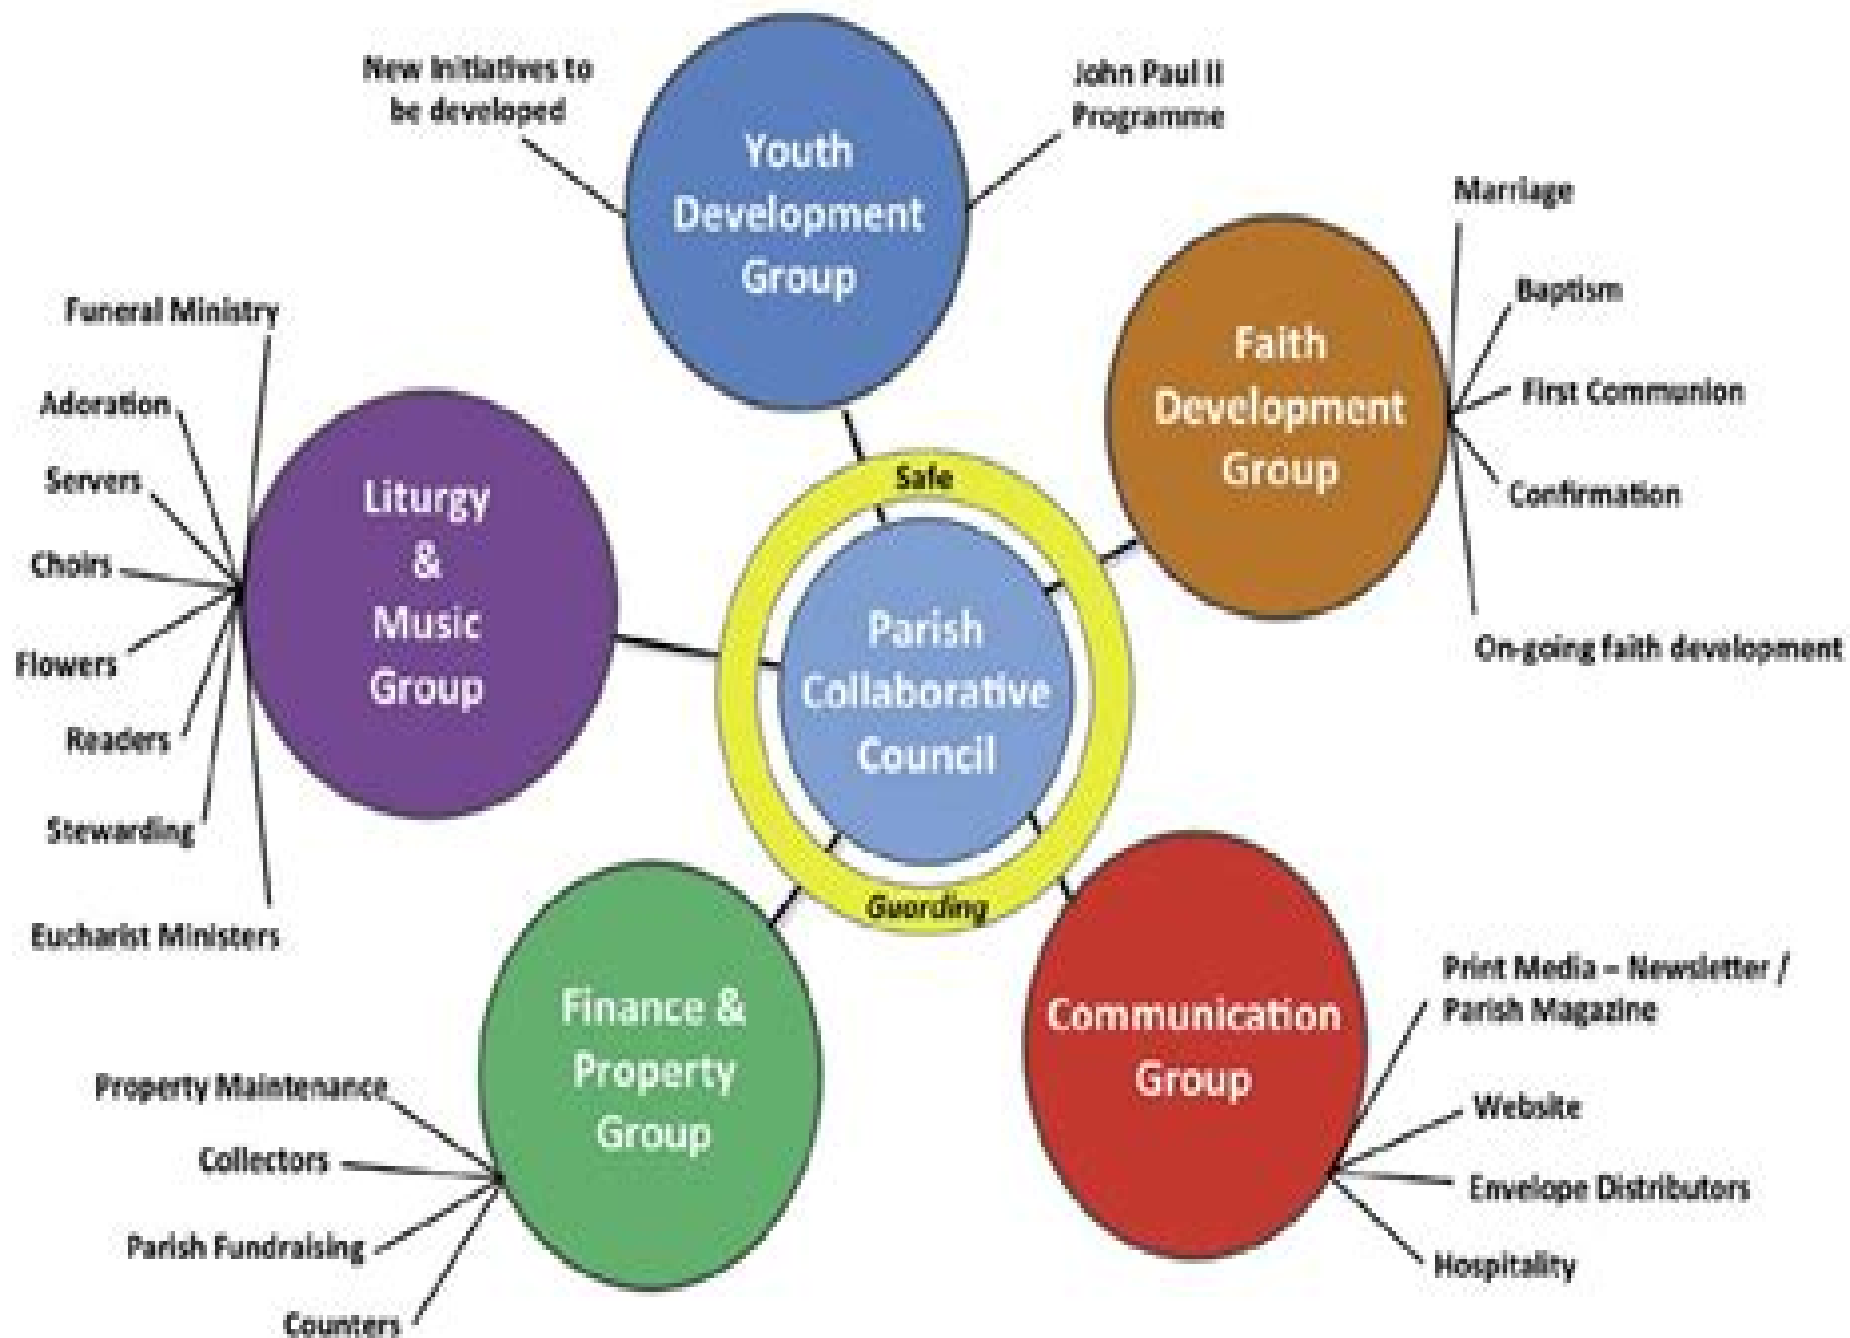 New Initiatives to
be developed
John Paul II
Programme
Youth
Development
Group
Marriage
Baptism
First Communion
Confirmation
On-going faith development
Faith
Development
Group
Funeral Ministry
Adoration
Servers
Choirs
Flowers
Readers
Stewarding
Eucharist Ministers
Liturgy
&
Music
Group
Safe
Parish
Collaborative
Council
Guarding
Finance &
Property
Group
Property Maintenance
Collectors
Parish Fundraising
Counters
Communication
Group
Print Media – Newsletter /
Parish Magazine
Website
Envelope Distributors
Hospitality